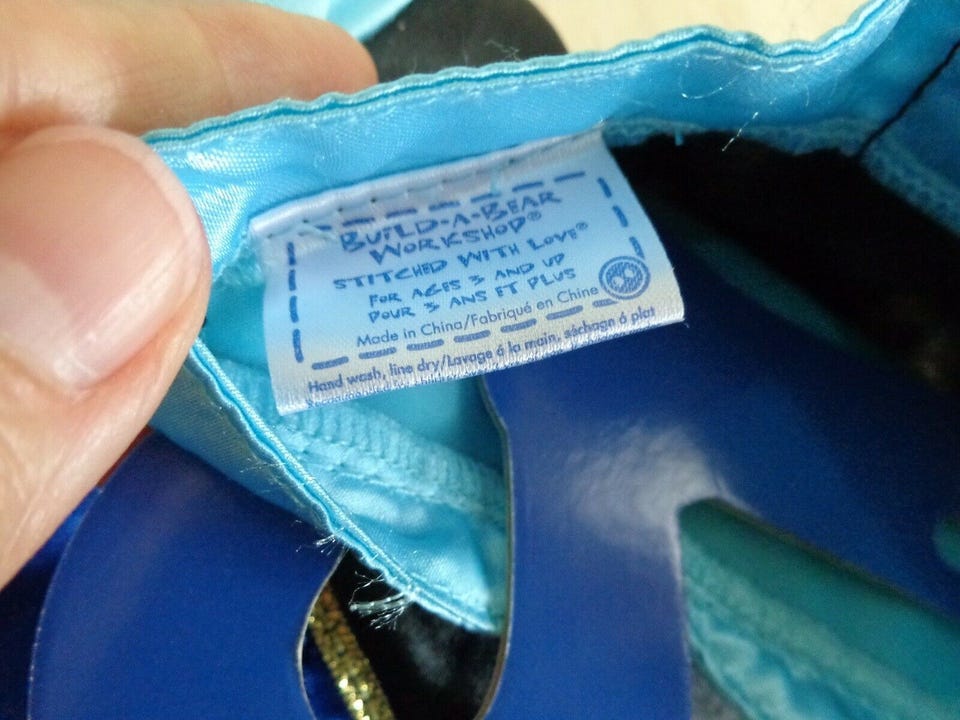 BUILD-A-BEAR
WORKSHOP®
STITCHED WITH LOVE®
FOR AGES 3 AND UP
POUR 3 ANS ET PLUS
Made in China/Fabriqué en Chine
Hand wash, line dry/Lavage á la main, séchage á plat